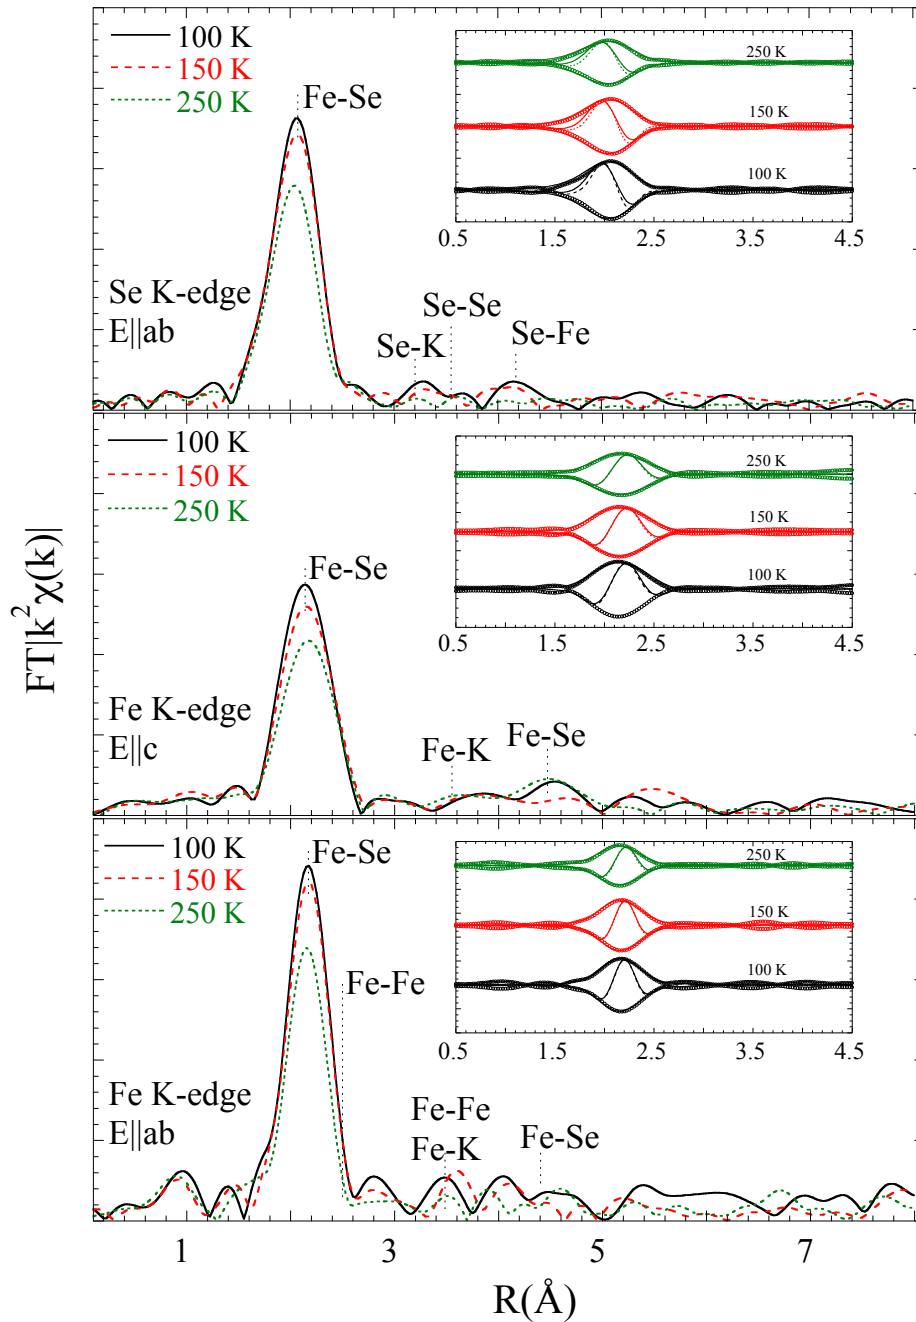 100 K
150 K
250 K
Fe-Se
Se K-edge
E||ab
Se-Se
Se-K
Se-Fe
250 K
150 K
100 K
0.5 1.5 2.5 3.5 4.5
100 K
150 K
250 K
Fe-Se
Fe K-edge
E||c
Fe-K
Fe-Se
250 K
150 K
100 K
0.5 1.5 2.5 3.5 4.5
FT|k²χ(k)|
100 K
150 K
250 K
Fe-Se
Fe-Fe
Fe K-edge
E||ab
Fe-Fe
Fe-K
Fe-Se
250 K
150 K
100 K
0.5 1.5 2.5 3.5 4.5
1 3 5 7
R(Å)